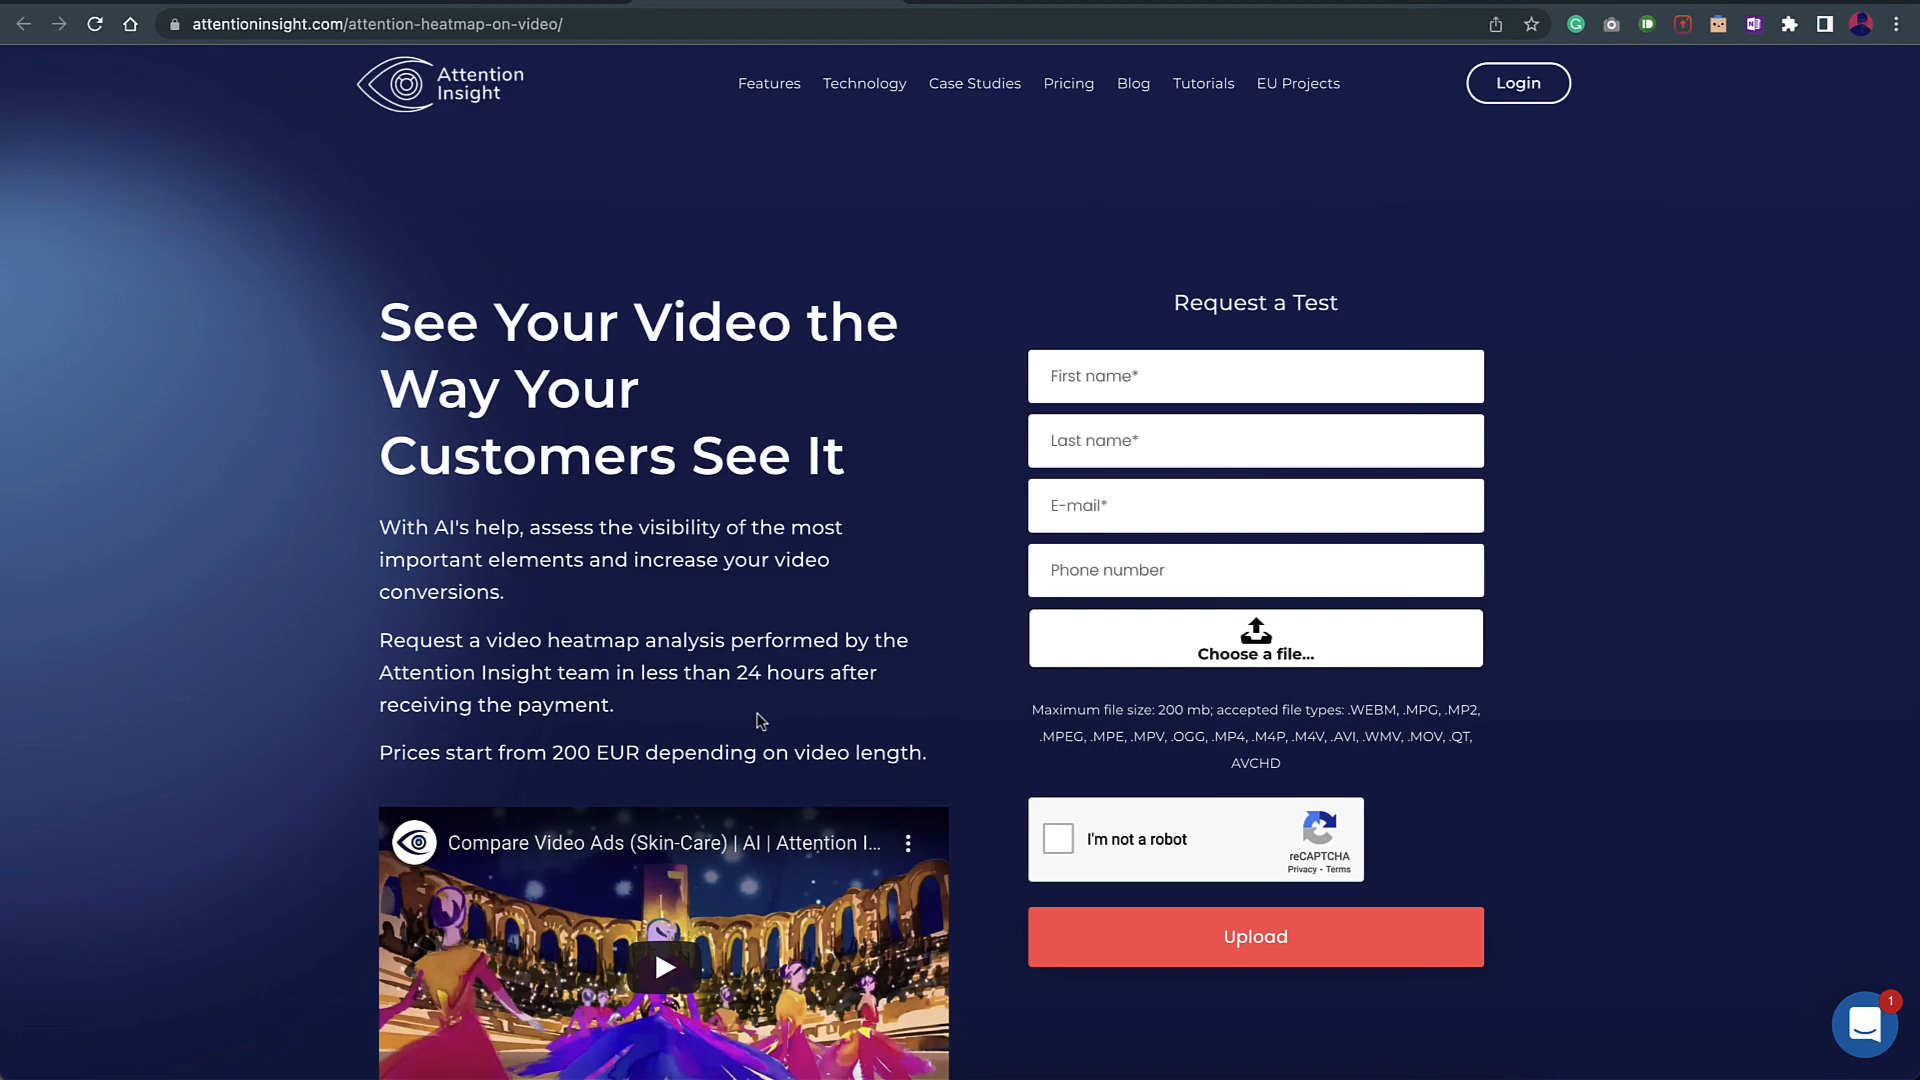 attentioninsight.com/attention-heatmap-on-video/
Attention
Insight
Features
Technology
Case Studies
Pricing
Blog
Tutorials
EU Projects
Login
See Your Video the
Way Your
Customers See It
With AI's help, assess the visibility of the most
important elements and increase your video
conversions.
Request a video heatmap analysis performed by the
Attention Insight team in less than 24 hours after
receiving the payment.
Prices start from 200 EUR depending on video length.
Compare Video Ads (Skin-Care) | AI | Attention I...
Request a Test
First name*
Last name*
E-mail*
Phone number
Choose a file...
Maximum file size: 200 mb; accepted file types: .WEBM, .MPG, .MP2,
.MPEG, .MPE, .MPV, .OGG, .MP4, .M4P, .M4V, .AVI, .WMV, .MOV, .QT,
AVCHD
I'm not a robot
reCAPTCHA
Privacy - Terms
Upload
1